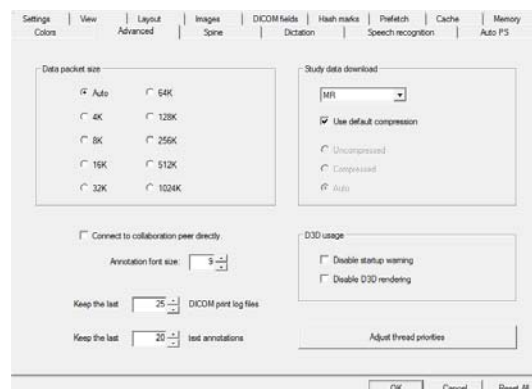 Settings View Layout Images DICOM fields Hash marks Prefetch Cache Memory
Colors Advanced Spine Dictation Speech recognition Auto PS
Data packet size
Auto 64K
4K 128K
8K 256K
16K 512K
32K 1024K
Study data download
MR
Use default compression
Uncompressed
Compressed
Auto
Connect to collaboration peer directly
Annotation font size: 9
Keep the last 25 DICOM print log files
Keep the last 20 text annotations
D3D usage
Disable startup warning
Disable D3D rendering
Adjust thread priorities
OK Cancel Reset All